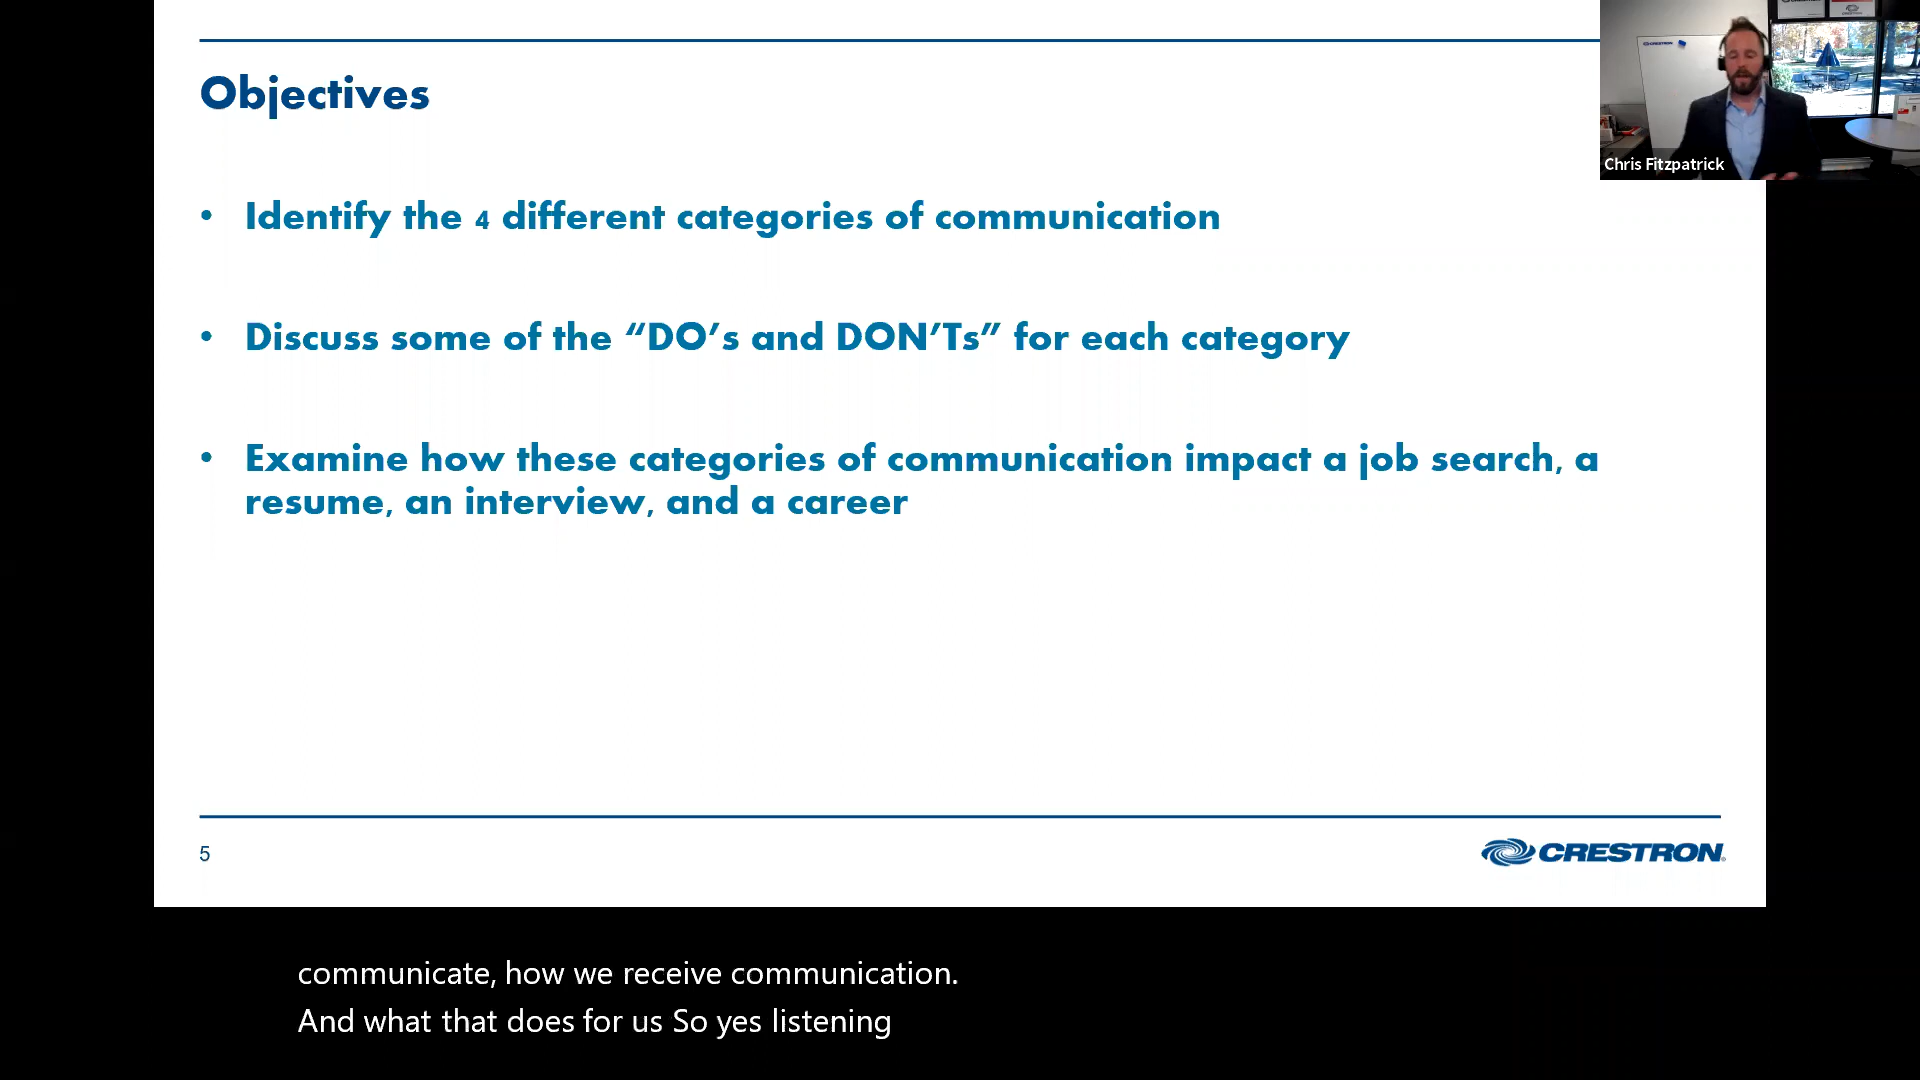 Objectives
• Identify the 4 different categories of communication
• Discuss some of the “DO’s and DON’Ts” for each category
• Examine how these categories of communication impact a job search, a
resume, an interview, and a career
5
CRESTRON
Chris Fitzpatrick
CRESTRON
communicate, how we receive communication.
And what that does for us So yes listening